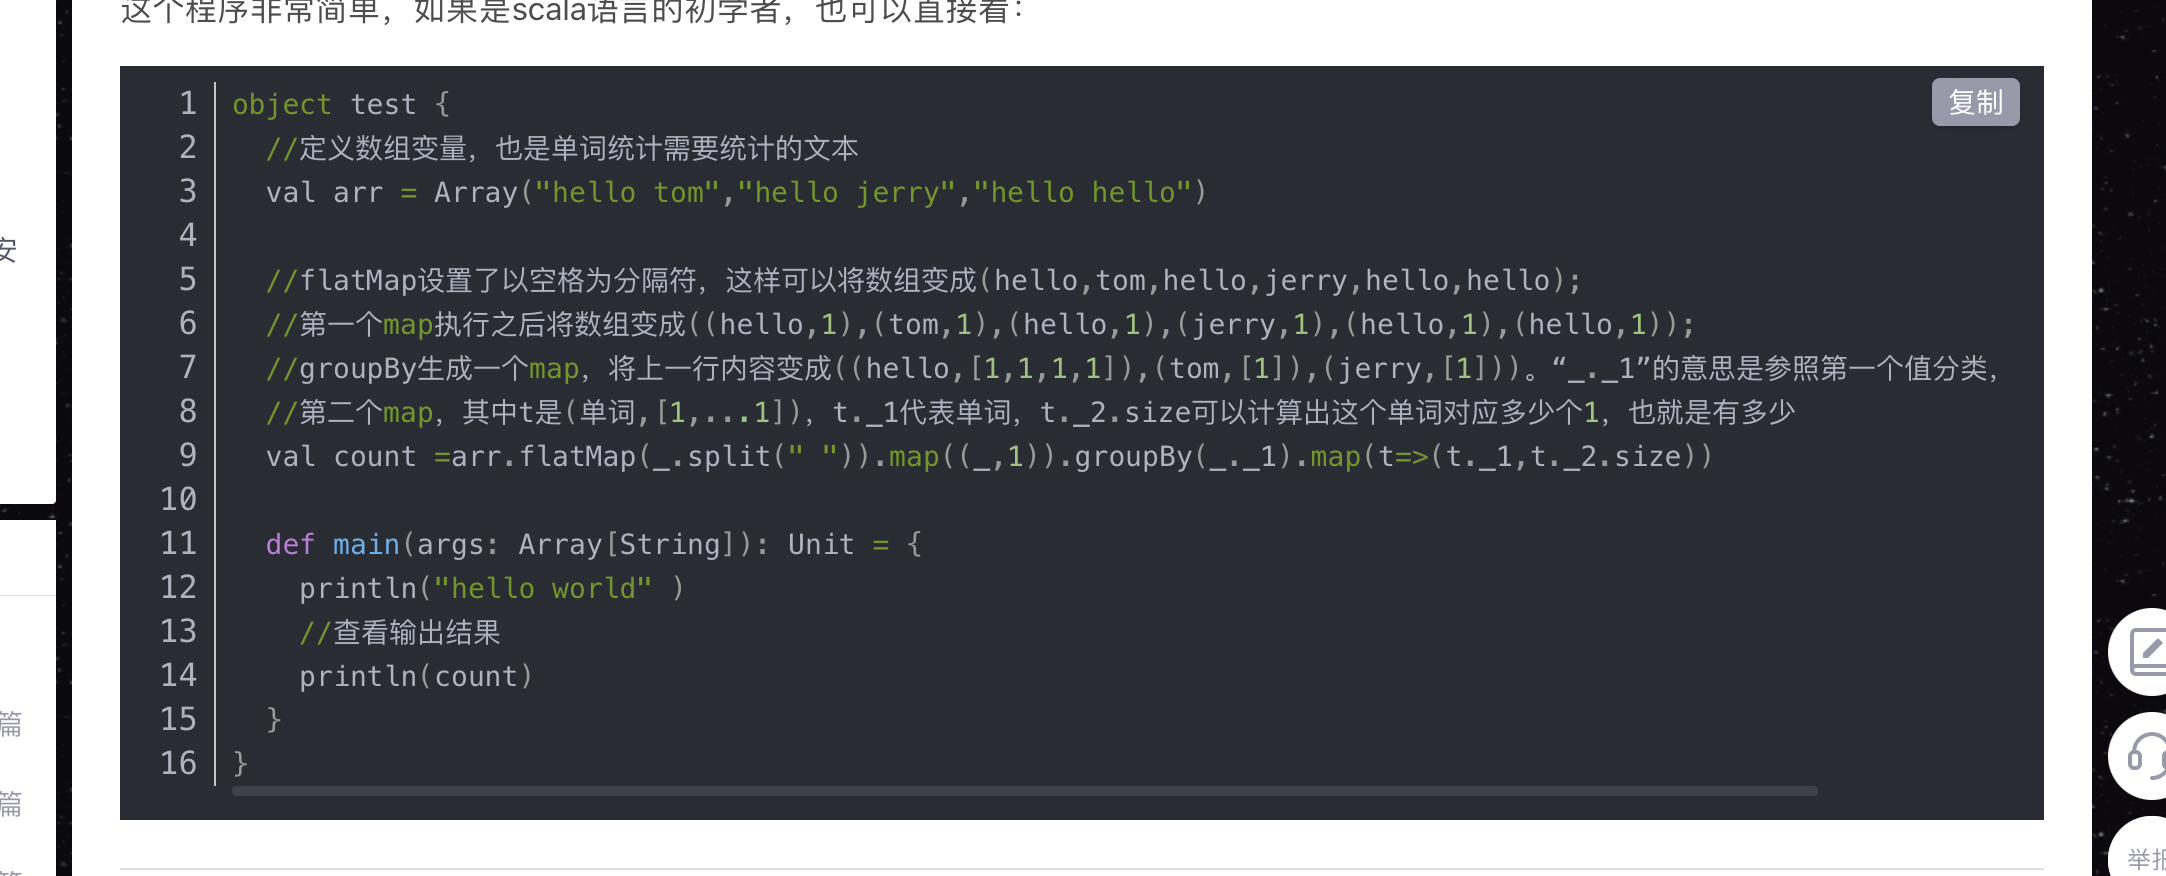 这个程序非常简单，如果是scala语言的初学者，也可以直接看：
复制
1 object test {
2   //定义数组变量，也是单词统计需要统计的文本
3   val arr = Array("hello tom","hello jerry","hello hello")
4
5   //flatMap设置了以空格为分隔符，这样可以将数组变成(hello,tom,hello,jerry,hello,hello);
6   //第一个map执行之后将数组变成((hello,1),(tom,1),(hello,1),(jerry,1),(hello,1),(hello,1));
7   //groupBy生成一个map，将上一行内容变成((hello,[1,1,1,1]),(tom,[1]),(jerry,[1]))。“_._1”的意思是参照第一个值分类，
8   //第二个map，其中t是(单词,[1,...1])，t._1代表单词，t._2.size可以计算出这个单词对应多少个1，也就是有多少
9   val count =arr.flatMap(_.split(" ")).map((_,1)).groupBy(_._1).map(t=>(t._1,t._2.size))
10
11   def main(args: Array[String]): Unit = {
12     println("hello world" )
13     //查看输出结果
14     println(count)
15   }
16 }
安
篇
篇
举报